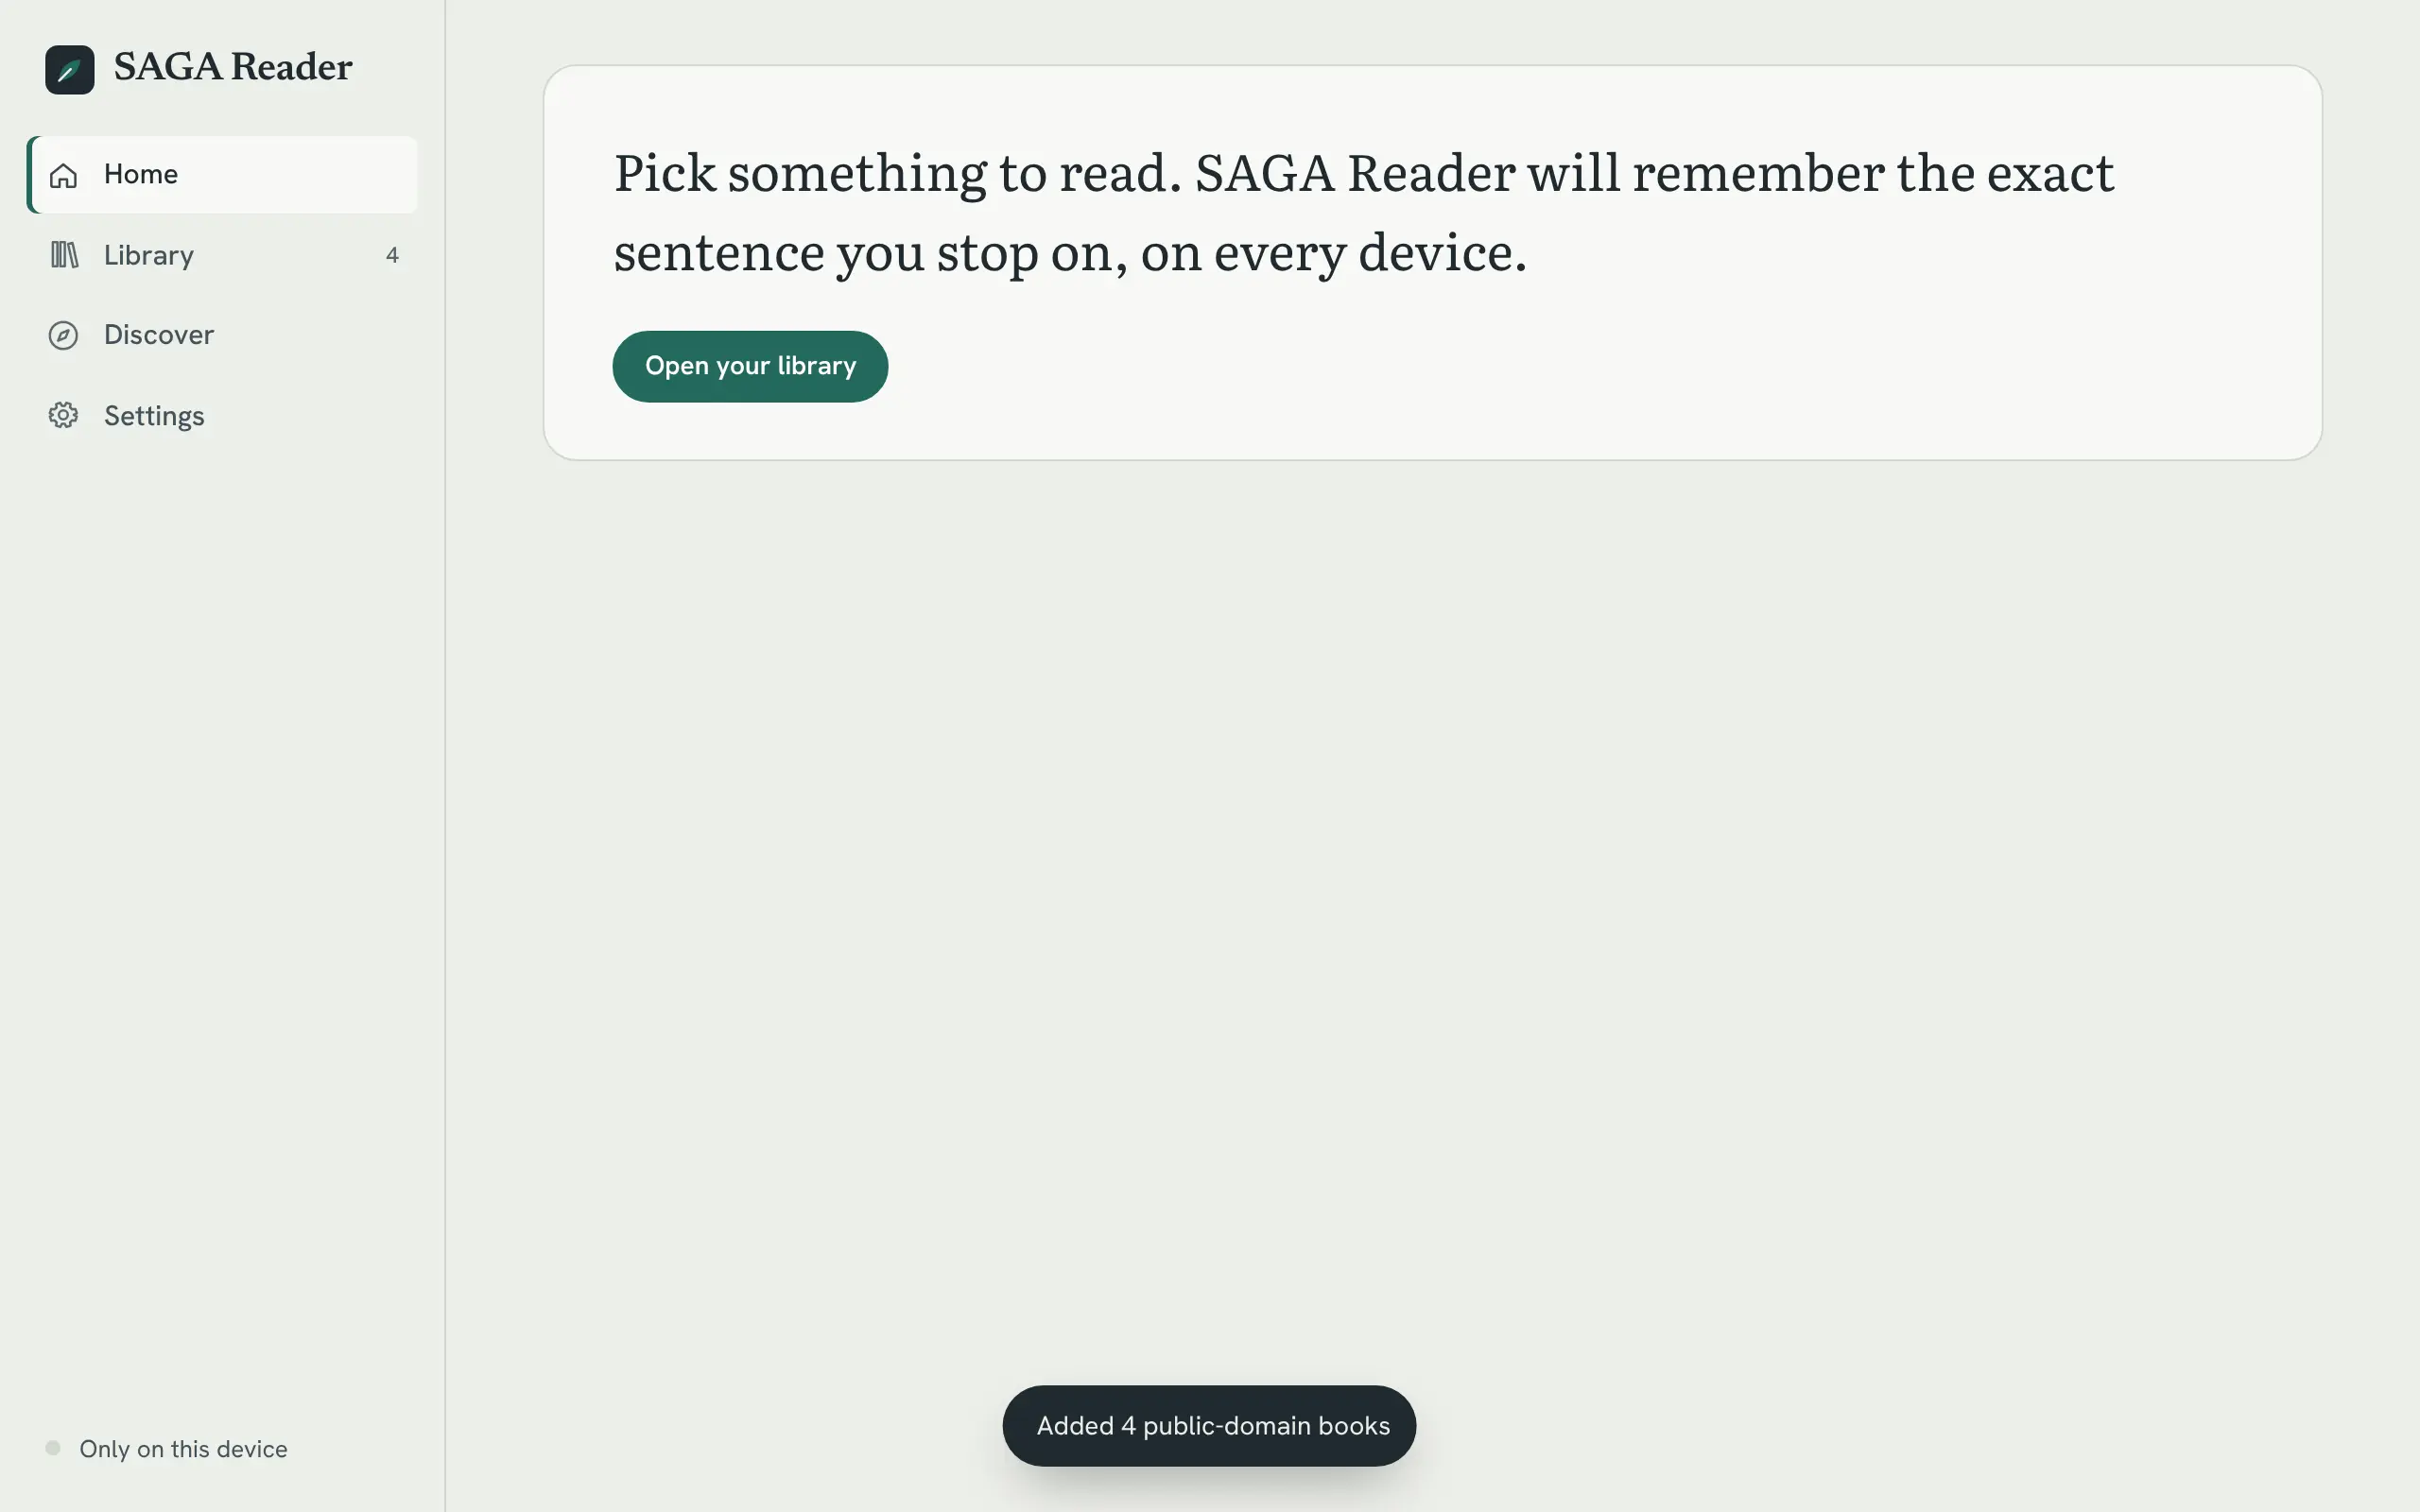 SAGA Reader
Home
Library 4
Discover
Settings
Only on this device
Pick something to read. SAGA Reader will remember the exact
sentence you stop on, on every device.
Open your library
Added 4 public-domain books